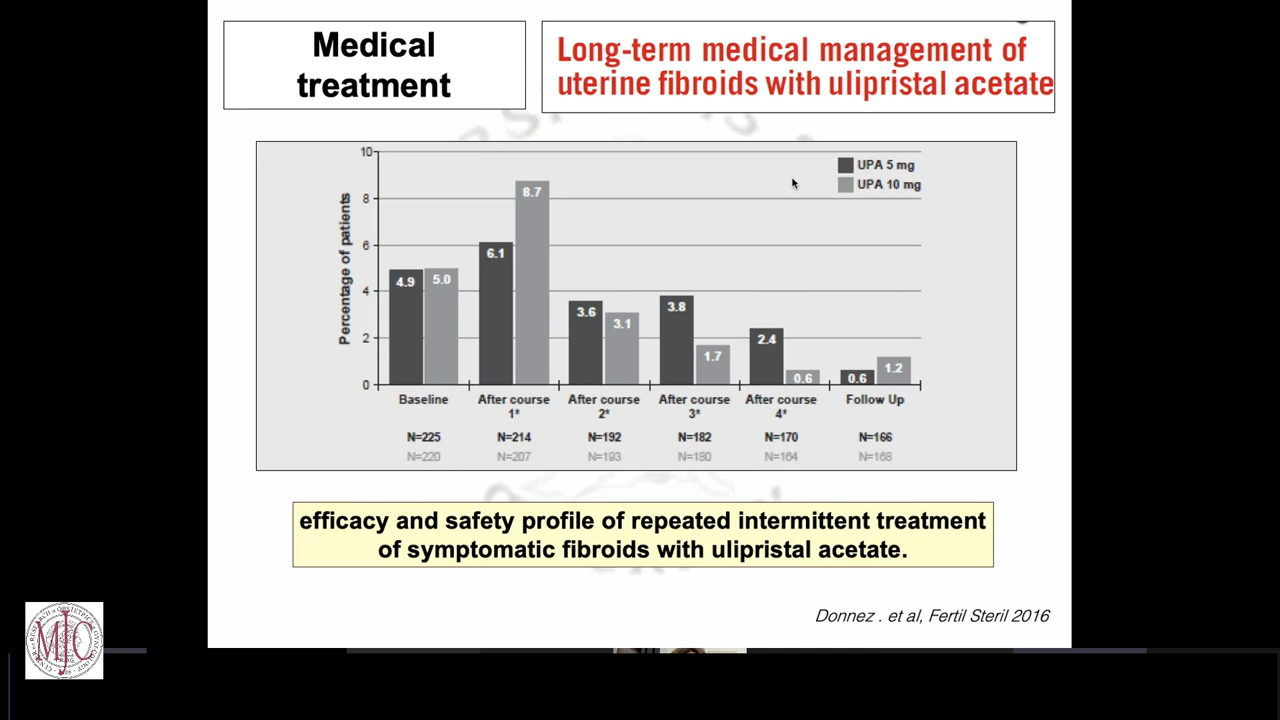 Medical
treatment
Long-term medical management of
uterine fibroids with ulipristal acetate
10
8
6
4
2
0
Percentage of patients
UPA 5 mg
UPA 10 mg
4.9
5.0
6.1
8.7
3.6
3.1
3.8
1.7
2.4
0.6
0.6
1.2
Baseline
After course
1*
After course
2*
After course
3*
After course
4*
Follow Up
N=225
N=214
N=192
N=182
N=170
N=166
N=220
N=207
N=193
N=180
N=164
N=168
efficacy and safety profile of repeated intermittent treatment
of symptomatic fibroids with ulipristal acetate.
Donnez . et al, Fertil Steril 2016
MJC